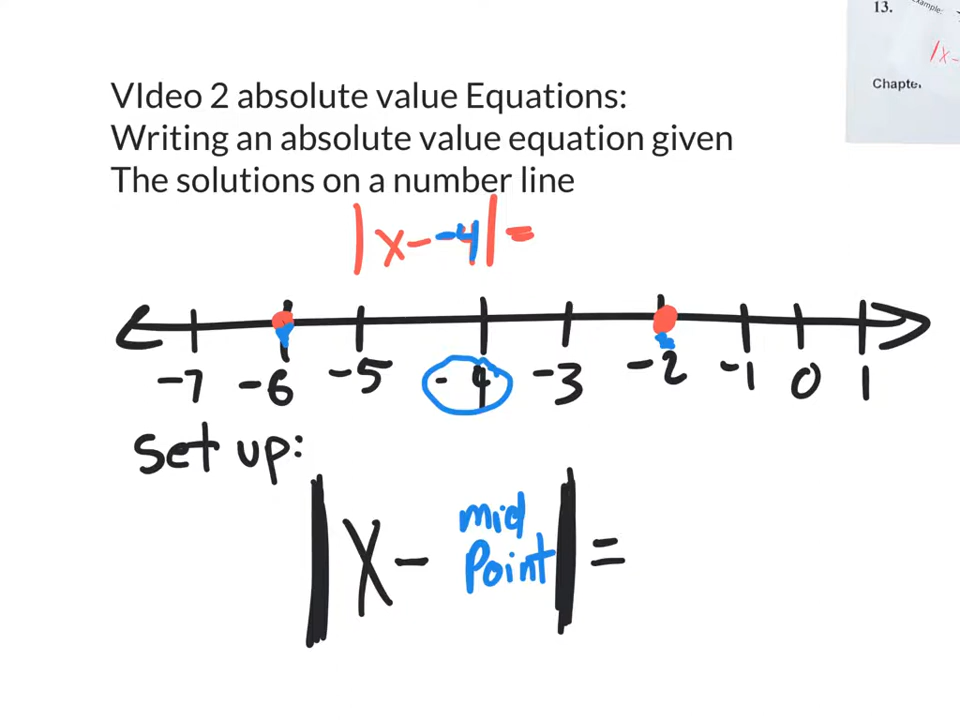 13.
Example:
|x-
Chapte
VIdeo 2 absolute value Equations:
Writing an absolute value equation given
The solutions on a number line
|x--4|=
-7 -6 -5 -4 -3 -2 -1 0 1
set up:
|X- mid
Point|=